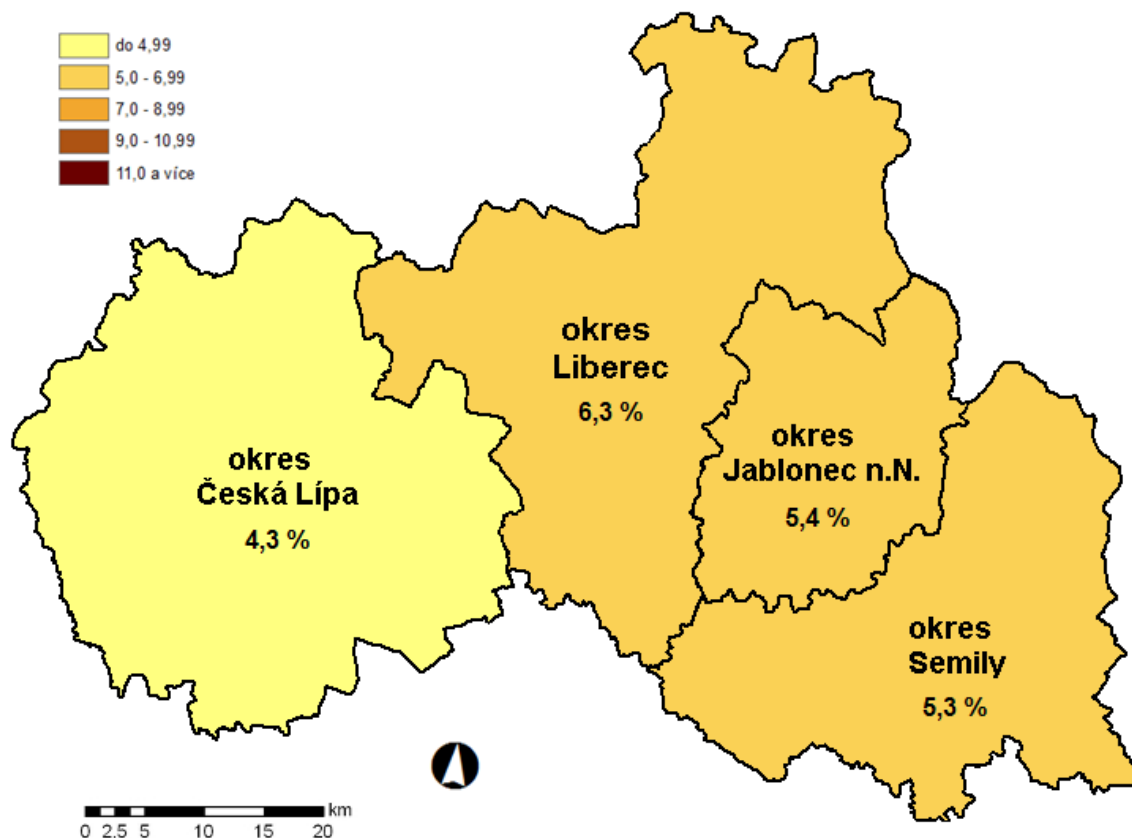 do 4,99
5,0 - 6,99
7,0 - 8,99
9,0 - 10,99
11,0 a více
okres
Liberec
6,3 %
okres
Jablonec n.N.
5,4 %
okres
Česká Lípa
4,3 %
okres
Semily
5,3 %
km
0 2.5 5 10 15 20